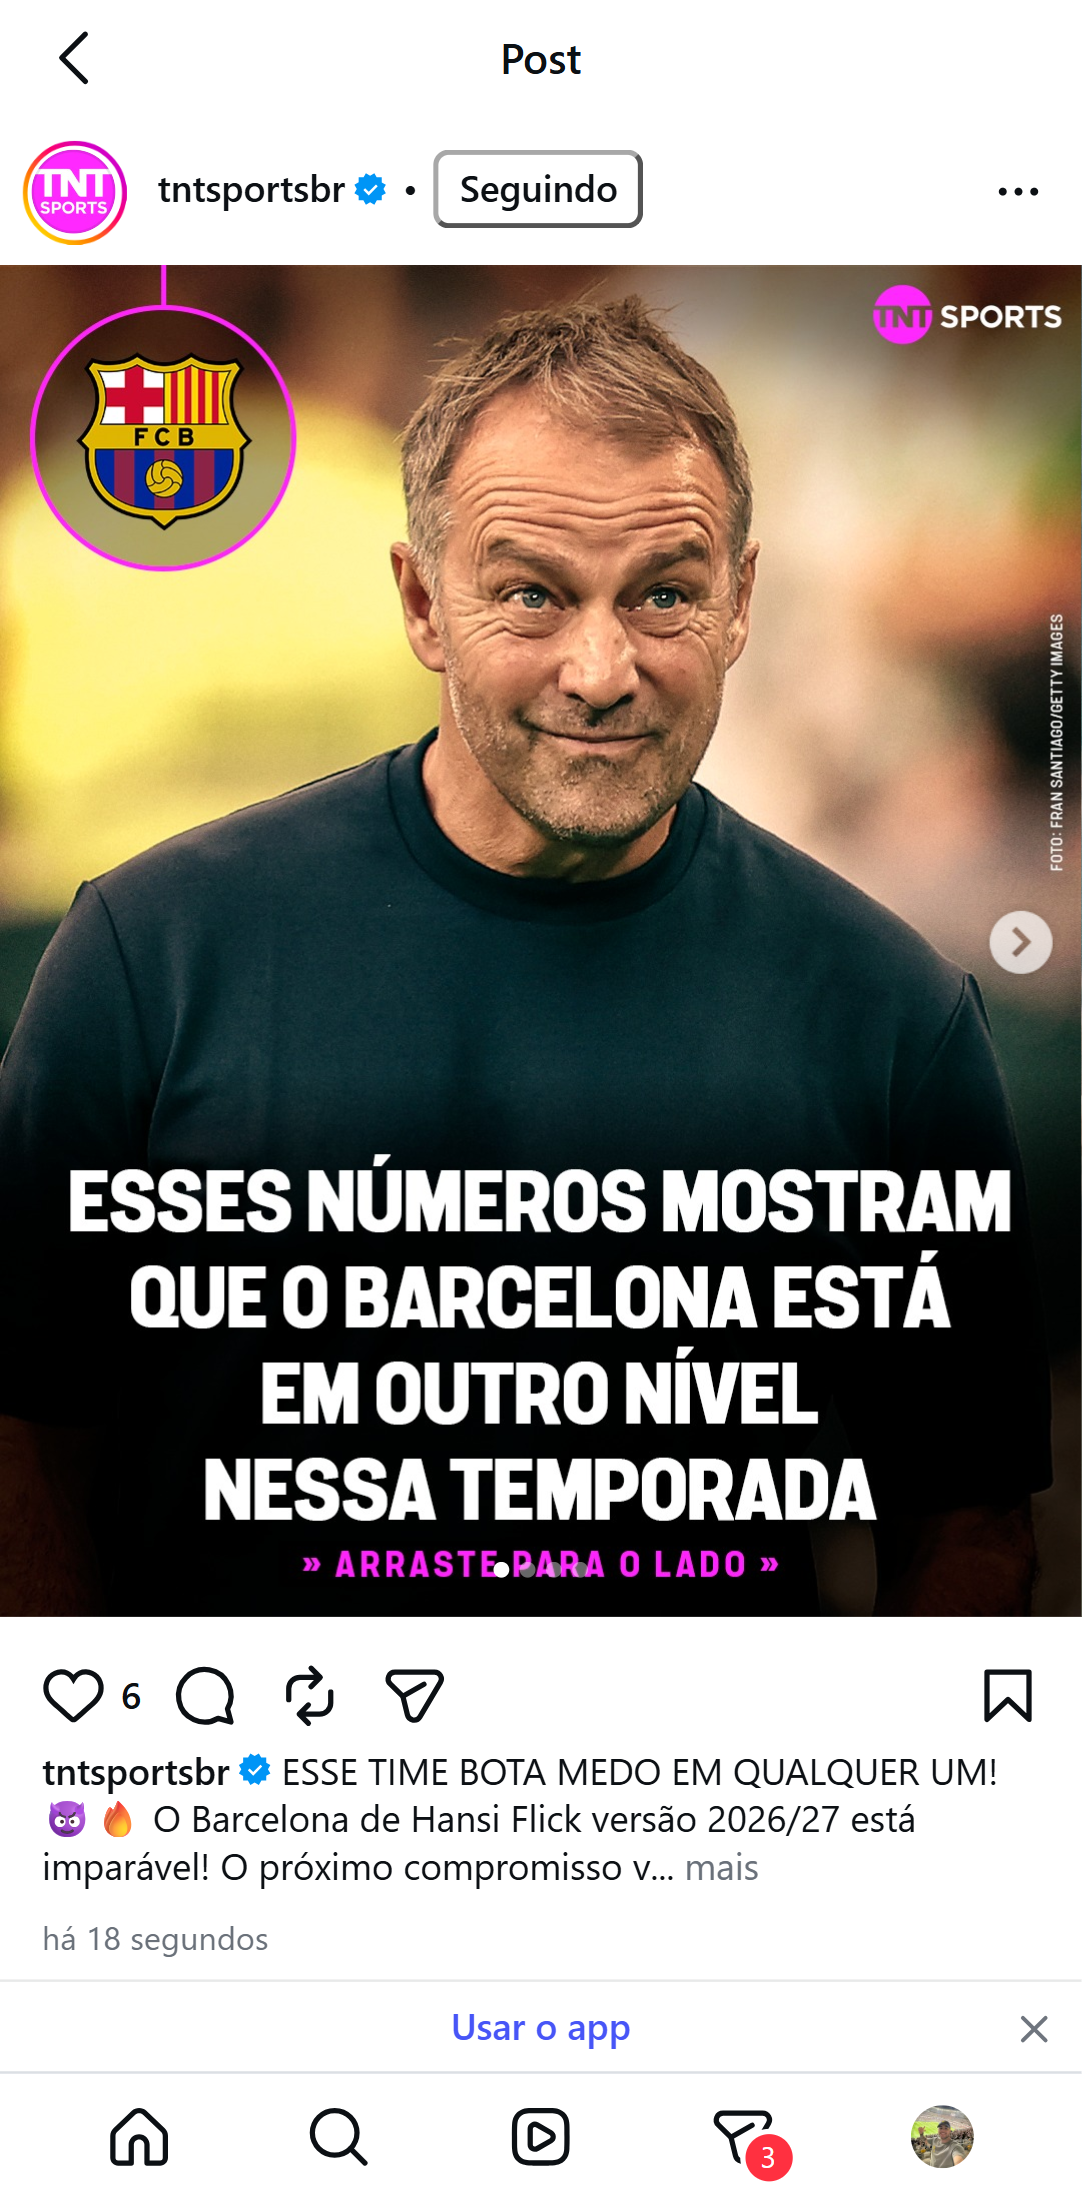 Post
TNT
SPORTS
tntsportsbr • Seguindo
TNT SPORTS
FCB
FOTO: FRAN SANTIAGO/GETTY IMAGES
ESSES NÚMEROS MOSTRAM
QUE O BARCELONA ESTÁ
EM OUTRO NÍVEL
NESSA TEMPORADA
» ARRASTE PARA O LADO »
6
tntsportsbr ESSE TIME BOTA MEDO EM QUALQUER UM!
😈 🔥 O Barcelona de Hansi Flick versão 2026/27 está
imparável! O próximo compromisso v... mais
há 18 segundos
Usar o app
3